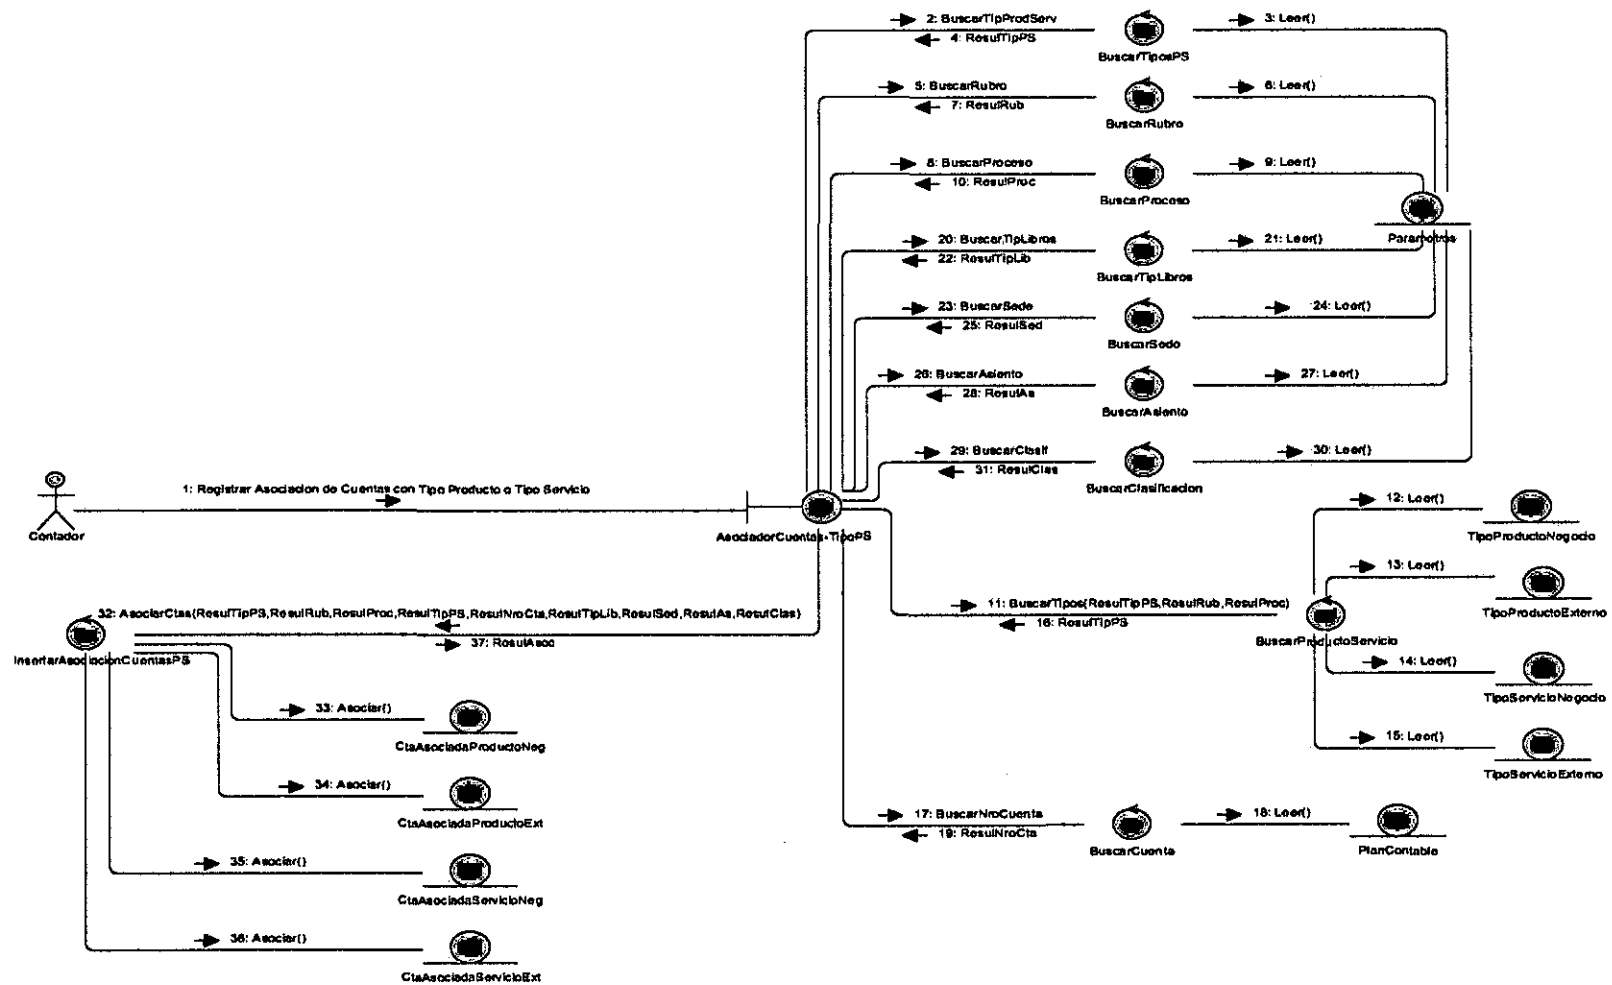 2: BuscarTipProdServ
3: Leer()
4: ResulTipPS
BuscarTiposPS
5: BuscarRubro
6: Leer()
7: ResulRub
BuscarRubro
8: BuscarProceso
9: Leer()
10: ResulProc
BuscarProceso
Parametros
20: BuscarTipLibros
21: Leer()
22: ResulTipLib
BuscarTipLibros
23: BuscarSede
24: Leer()
25: ResulSed
BuscarSede
26: BuscarAsiento
27: Leer()
28: ResulAs
BuscarAsiento
29: BuscarClasif
30: Leer()
31: ResulClas
BuscarClasificacion
1: Registrar Asociacion de Cuentas con Tipo Producto o Tipo Servicio
Contador
AsociadorCuentas-TipoPS
12: Leer()
TipoProductoNegocio
13: Leer()
TipoProductoExterno
11: BuscarTipos(ResulTipPS,ResulRub,ResulProc)
16: ResulTipPS
BuscarProductoServicio
14: Leer()
TipoServicioNegocio
15: Leer()
TipoServicioExterno
32: AsociarCtas(ResulTipPS,ResulRub,ResulProc,ResulTipPS,ResulNroCta,ResulTipLib,ResulSed,ResulAs,ResulClas)
37: ResulAsoc
InsertarAsociacionCuentasPS
33: Asociar()
CtaAsociadaProductoNeg
34: Asociar()
CtaAsociadaProductoExt
17: BuscarNroCuenta
18: Leer()
19: ResulNroCta
BuscarCuenta
PlanContable
35: Asociar()
CtaAsociadaServicioNeg
36: Asociar()
CtaAsociadaServicioExt